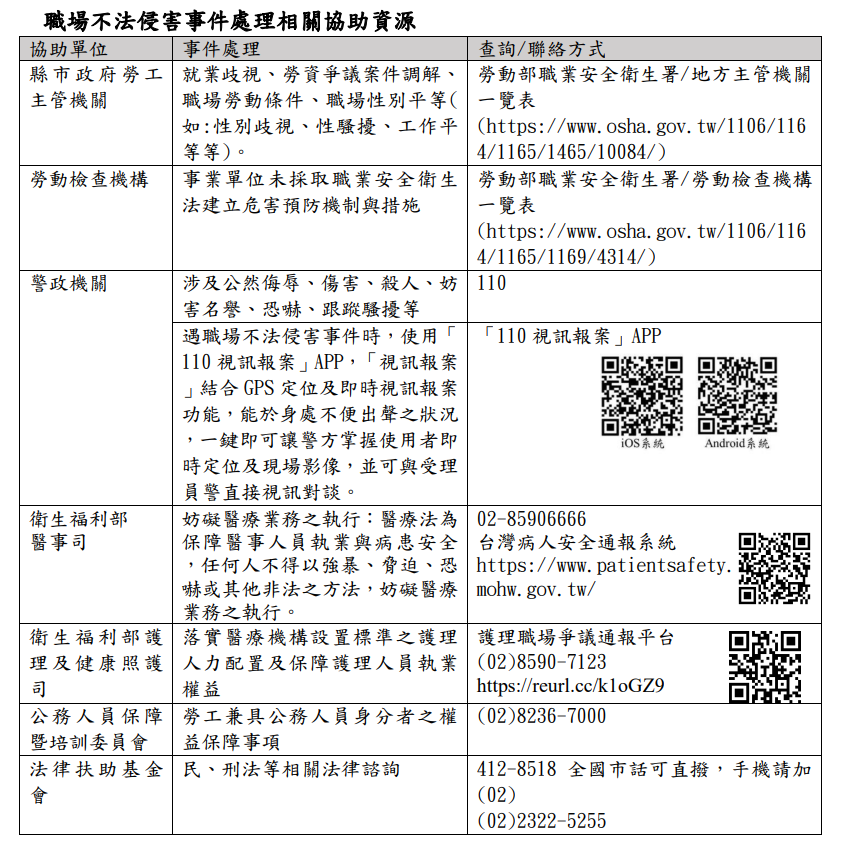 職場不法侵害事件處理相關協助資源
協助單位
事件處理
查詢/聯絡方式
縣市政府勞工
主管機關
就業歧視、勞資爭議案件調解、
職場勞動條件、職場性別平等(
如:性別歧視、性騷擾、工作平
等等)。
勞動部職業安全衛生署/地方主管機關
一覽表
(https://www.osha.gov.tw/1106/116
4/1165/1465/10084/)
勞動檢查機構
事業單位未採取職業安全衛生
法建立危害預防機制與措施
勞動部職業安全衛生署/勞動檢查機構
一覽表
(https://www.osha.gov.tw/1106/116
4/1165/1169/4314/)
警政機關
涉及公然侮辱、傷害、殺人、妨
害名譽、恐嚇、跟蹤騷擾等
110
遇職場不法侵害事件時，使用「
110 視訊報案」APP，「視訊報案
」結合 GPS 定位及即時視訊報案
功能，能於身處不便出聲之狀況
，一鍵即可讓警方掌握使用者即
時定位及現場影像，並可與受理
員警直接視訊對談。
「110 視訊報案」APP
iOS系統
Android系統
衛生福利部
醫事司
妨礙醫療業務之執行：醫療法為
保障醫事人員執業與病患安全
，任何人不得以強暴、脅迫、恐
嚇或其他非法之方法，妨礙醫療
業務之執行。
02-85906666
台灣病人安全通報系統
https://www.patientsafety.
mohw.gov.tw/
衛生福利部護
理及健康照護
司
落實醫療機構設置標準之護理
人力配置及保障護理人員執業
權益
護理職場爭議通報平台
(02)8590-7123
https://reurl.cc/k1oGZ9
公務人員保障
暨培訓委員會
勞工兼具公務人員身分者之權
益保障事項
(02)8236-7000
法律扶助基金
會
民、刑法等相關法律諮詢
412-8518 全國市話可直撥，手機請加
(02)
(02)2322-5255